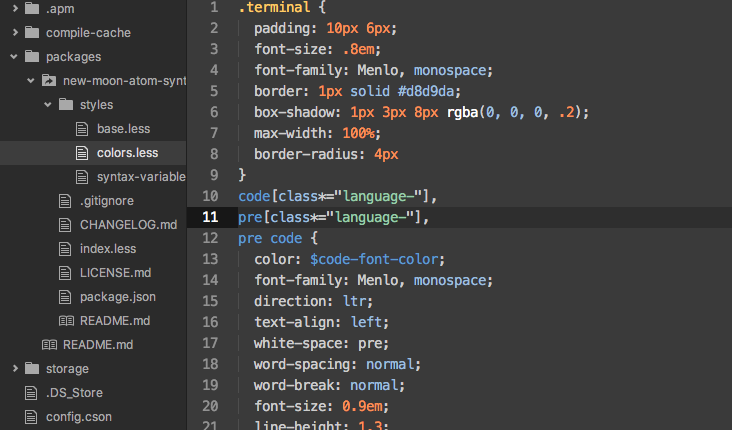 .apm
compile-cache
packages
new-moon-atom-synt
styles
base.less
colors.less
syntax-variable
.gitignore
CHANGELOG.md
index.less
LICENSE.md
package.json
README.md
README.md
storage
.DS_Store
config.cson
1 .terminal {
2 padding: 10px 6px;
3 font-size: .8em;
4 font-family: Menlo, monospace;
5 border: 1px solid #d8d9da;
6 box-shadow: 1px 3px 8px rgba(0, 0, 0, .2);
7 max-width: 100%;
8 border-radius: 4px
9 }
10 code[class*="language-"],
11 pre[class*="language-"],
12 pre code {
13 color: $code-font-color;
14 font-family: Menlo, monospace;
15 direction: ltr;
16 text-align: left;
17 white-space: pre;
18 word-spacing: normal;
19 word-break: normal;
20 font-size: 0.9em;
21 line-height: 1.3;